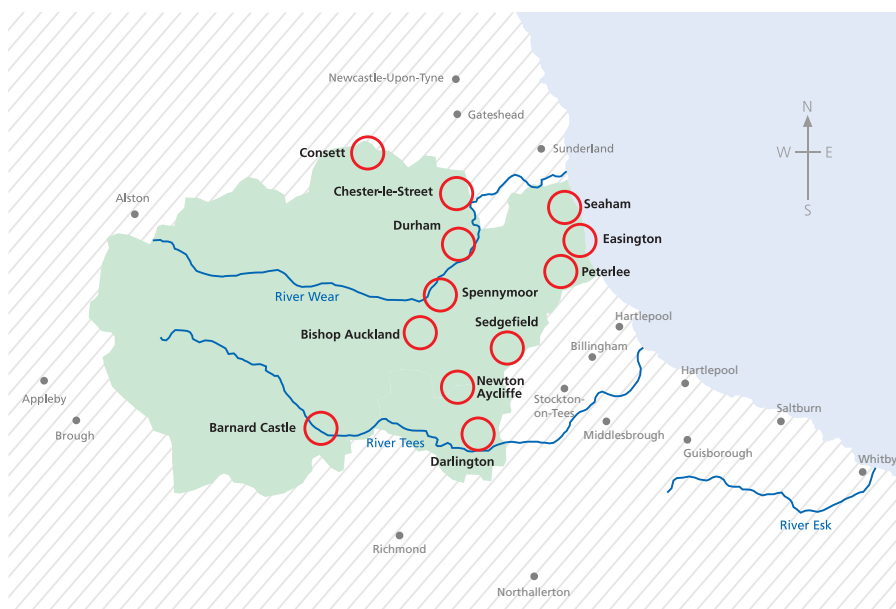 Newcastle-Upon-Tyne
Gateshead
N
Sunderland
Consett
W
E
Chester-le-Street
Alston
Seaham
S
Durham
Easington
Peterlee
River Wear
Spennymoor
Hartlepool
Sedgefield
Bishop Auckland
Billingham
Hartlepool
Newton
Aycliffe
Appleby
Stockton-
on-Tees
Saltburn
Brough
Barnard Castle
River Tees
Middlesbrough
Guisborough
Darlington
Whitby
River Esk
Richmond
Northallerton